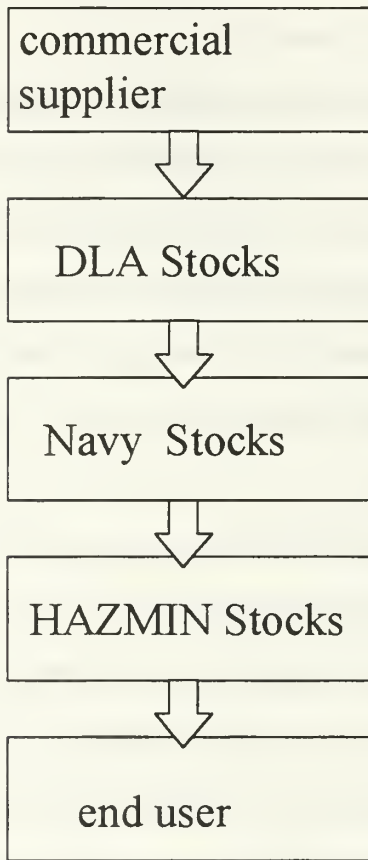 commercial
supplier
DLA Stocks
Navy Stocks
HAZMIN Stocks
end user